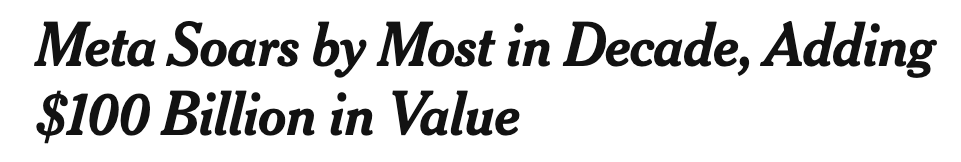 Meta Soars by Most in Decade, Adding
$100 Billion in Value